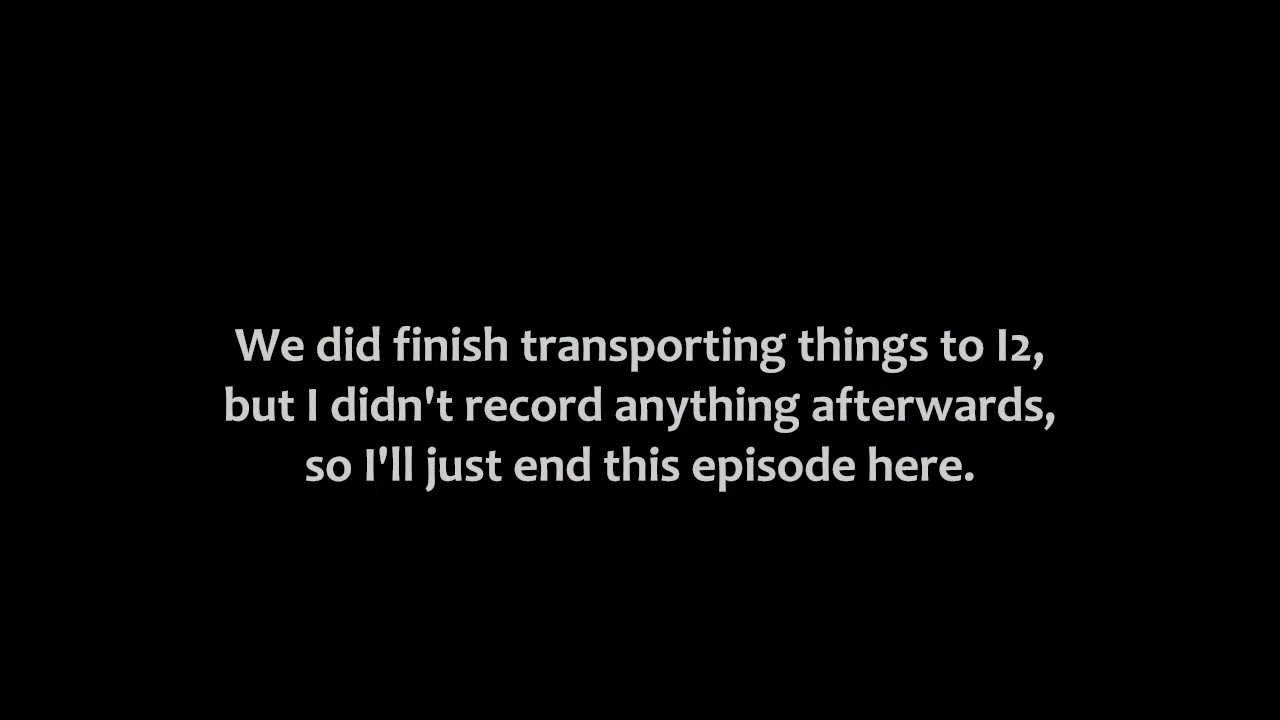 We did finish transporting things to I2,
but I didn't record anything afterwards,
so I'll just end this episode here.